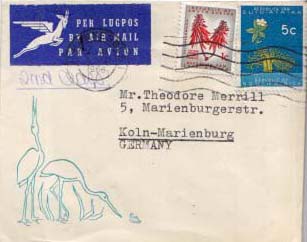 PER LUGPOS
BY AIR MAIL
PAR AVION
5c
Mr.Theodore Merrill
5, Marienburgerstr.
Koln-Marienburg
GERMANY